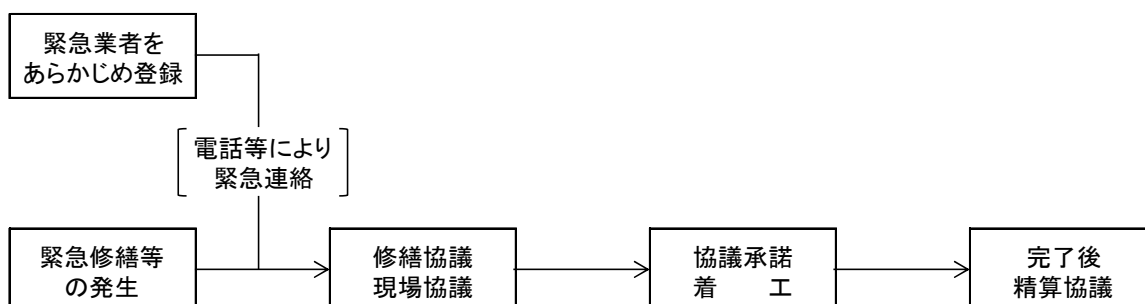 緊急業者を
あらかじめ登録
電話等により
緊急連絡
緊急修繕等
の発生
修繕協議
現場協議
協議承諾
着　　工
完了後
精算協議